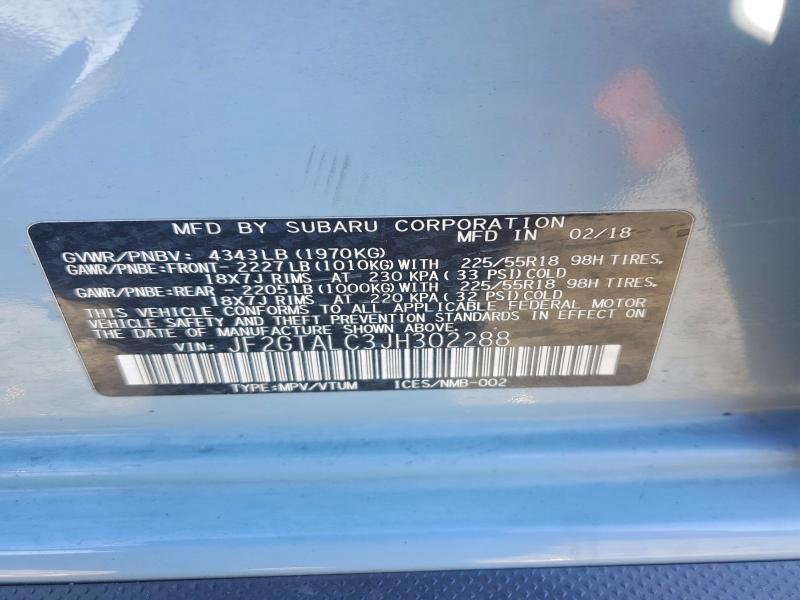 MFD BY SUBARU CORPORATION
MFD IN 02/18
GVWR/PNBV: 4343LB(1970KG)
GAWR/PNBE:FRONT-2227LB(1010KG)WITH 225/55R18 98H TIRES,
18X7J RIMS AT 230 KPA(33 PSI)COLD
GAWR/PNBE-REAR -2205LB(1000KG)WITH 225/55R18 98H TIRES,
18X7J RIMS AT 220 KPA(32 PSI)COLD
THIS VEHICLE CONFORMS TO ALL APPLICABLE FEDERAL MOTOR
VEHICLE SAFETY AND THEFT PREVENTION STANDARDS IN EFFECT
ON THE DATE OF MANUFACTURE SHOWN ABOVE.
VIN: JF2GTALC3JH302288
TYPE:MPV/VTUM ICES/NMB-002